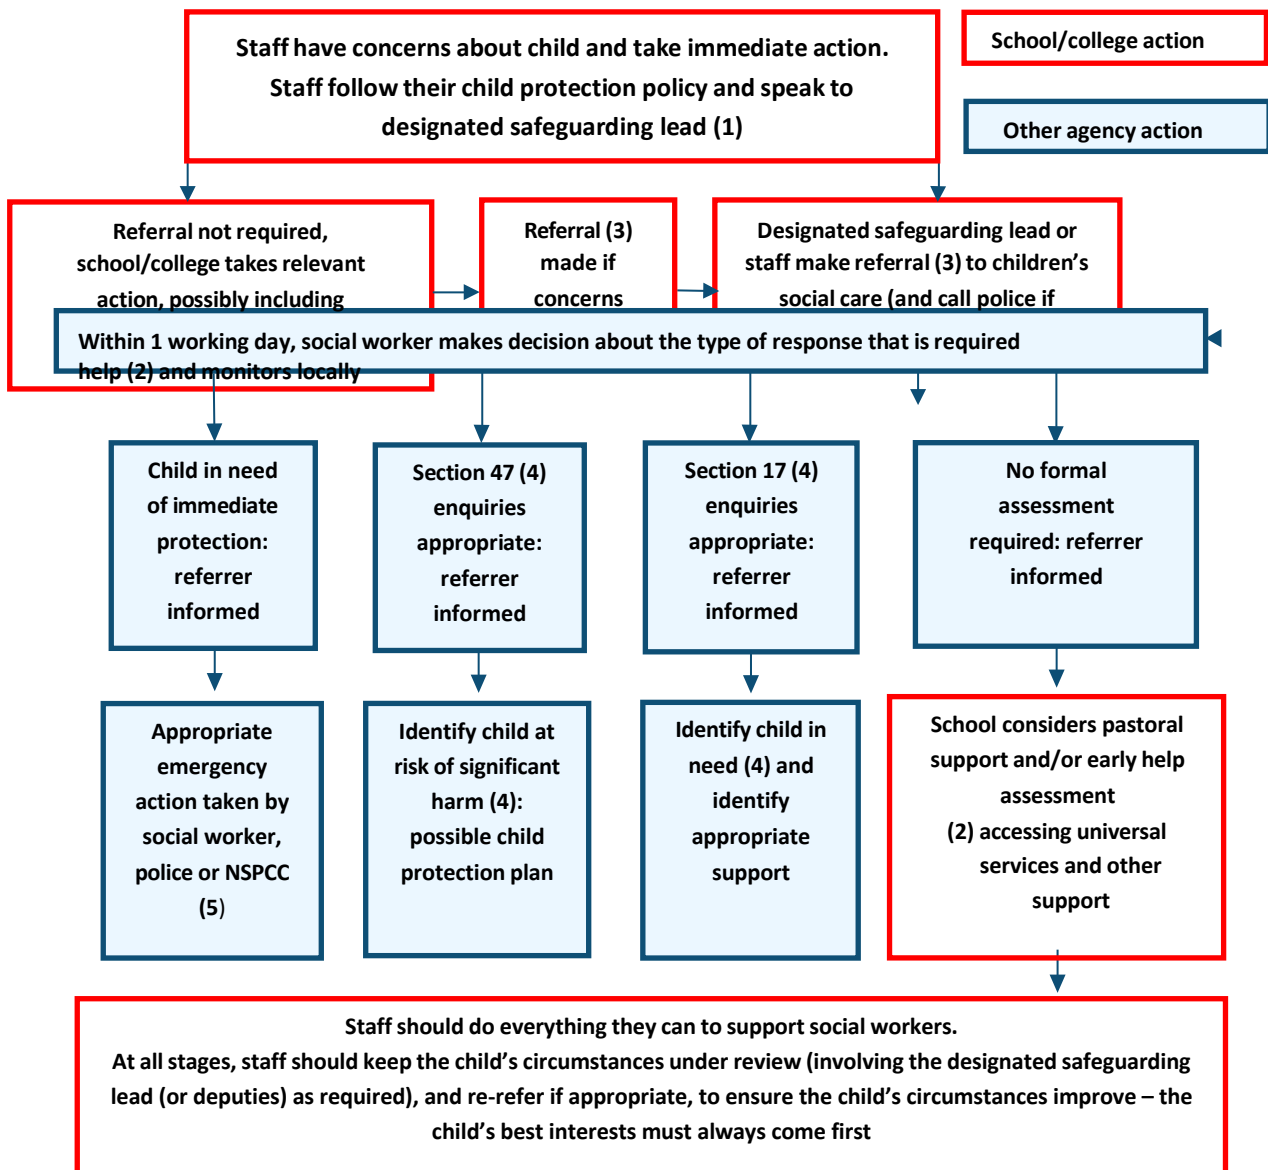 Staff have concerns about child and take immediate action.
Staff follow their child protection policy and speak to
designated safeguarding lead (1)
School/college action
Other agency action
Referral not required,
school/college takes relevant
action, possibly including
Referral (3)
made if
concerns
Designated safeguarding lead or
staff make referral (3) to children’s
social care (and call police if
Within 1 working day, social worker makes decision about the type of response that is required
help (2) and monitors locally
Child in need
of immediate
protection:
referrer
informed
Section 47 (4)
enquiries
appropriate:
referrer
informed
Section 17 (4)
enquiries
appropriate:
referrer
informed
No formal
assessment
required: referrer
informed
Appropriate
emergency
action taken by
social worker,
police or NSPCC
(5)
Identify child at
risk of significant
harm (4):
possible child
protection plan
Identify child in
need (4) and
identify
appropriate
support
School considers pastoral
support and/or early help
assessment
(2) accessing universal
services and other
support
Staff should do everything they can to support social workers.
At all stages, staff should keep the child’s circumstances under review (involving the designated safeguarding
lead (or deputies) as required), and re-refer if appropriate, to ensure the child’s circumstances improve – the
child’s best interests must always come first